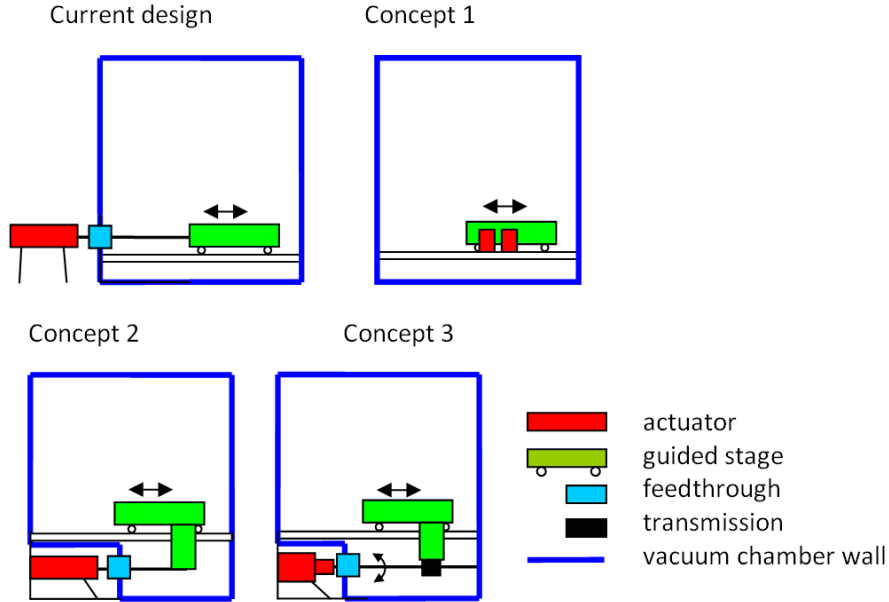 Current design
Concept 1
Concept 2
Concept 3
actuator
guided stage
feedthrough
transmission
vacuum chamber wall